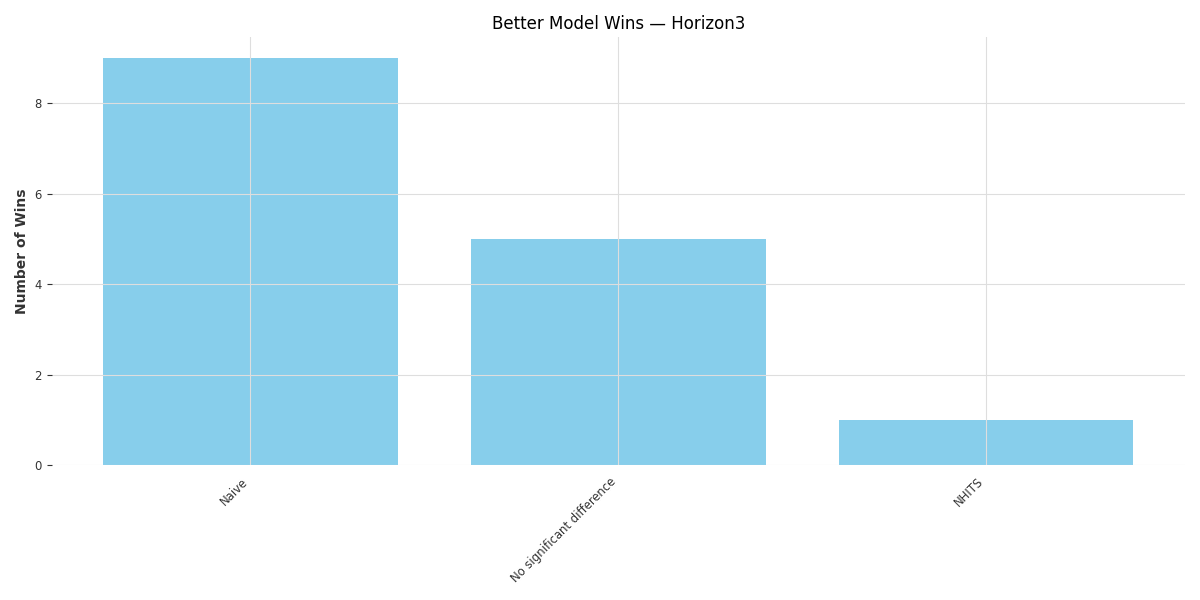 Better Model Wins — Horizon3
Number of Wins
8
6
4
2
0
Naive
No significant difference
NHITS